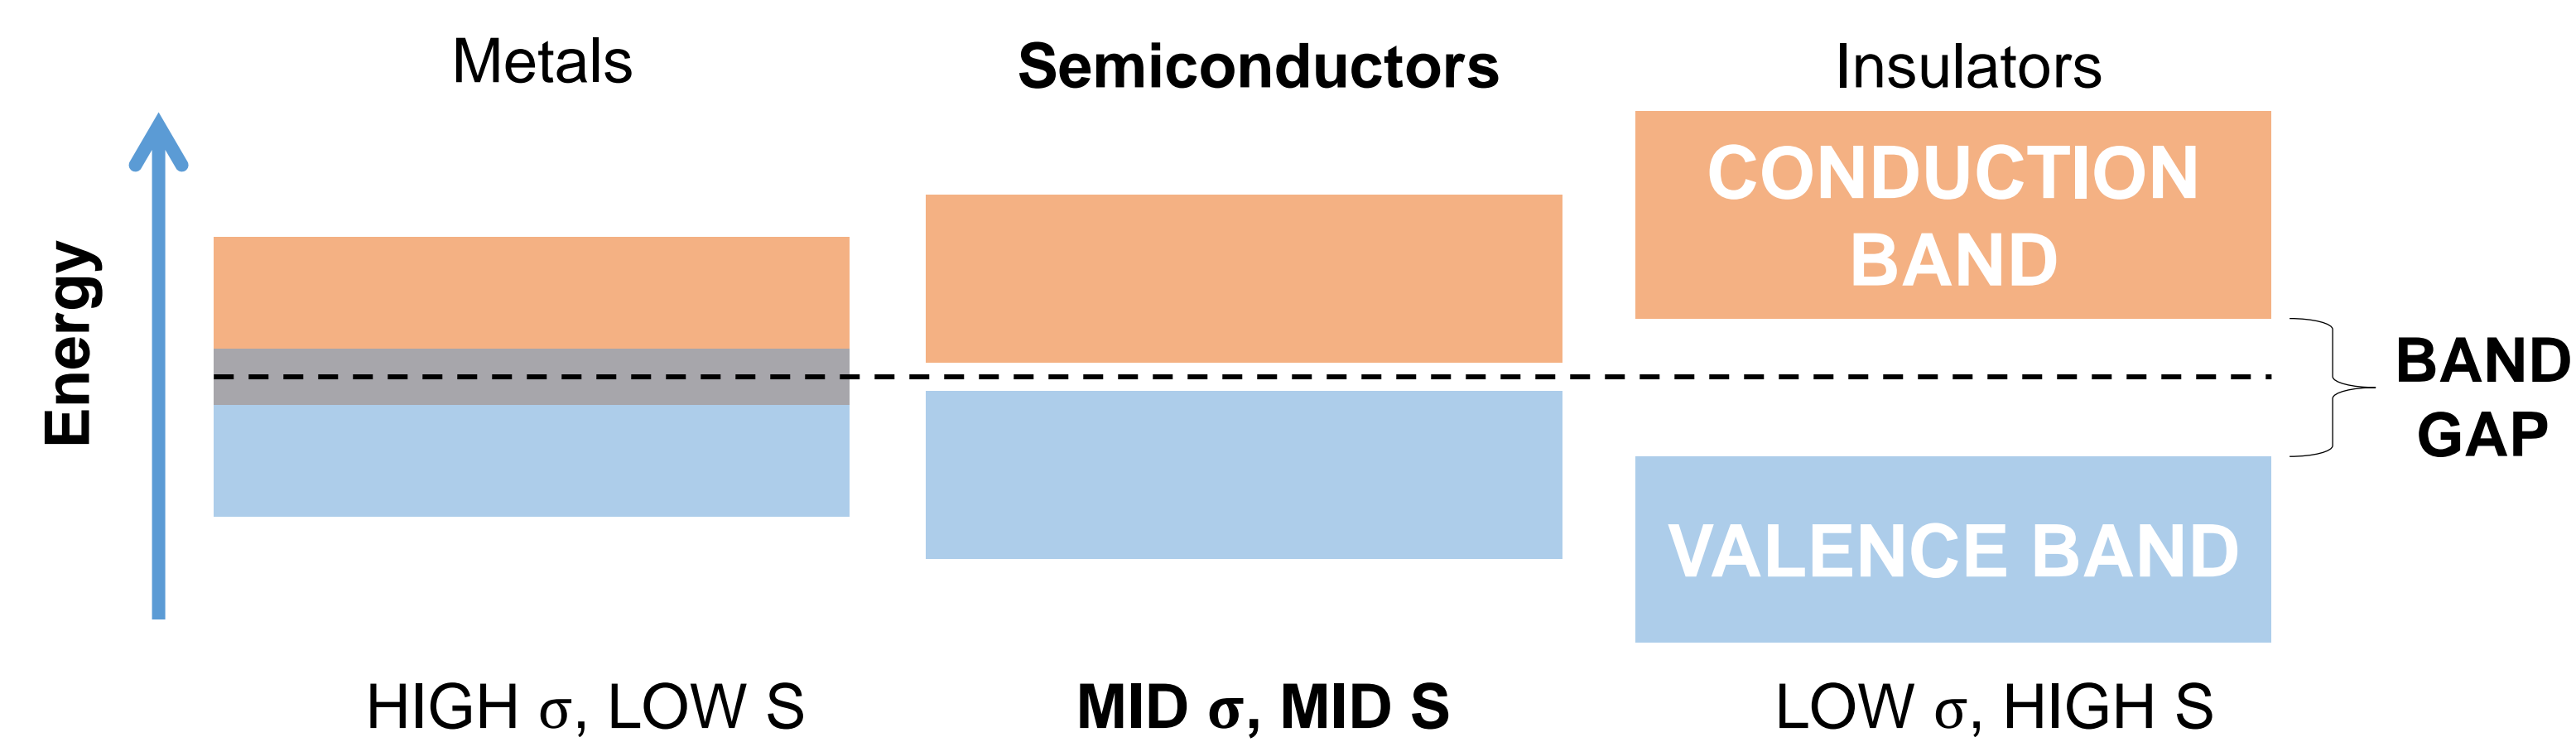 Metals
Semiconductors
Insulators
Energy
CONDUCTION
BAND
BAND
GAP
VALENCE BAND
HIGH σ, LOW S
MID σ, MID S
LOW σ, HIGH S